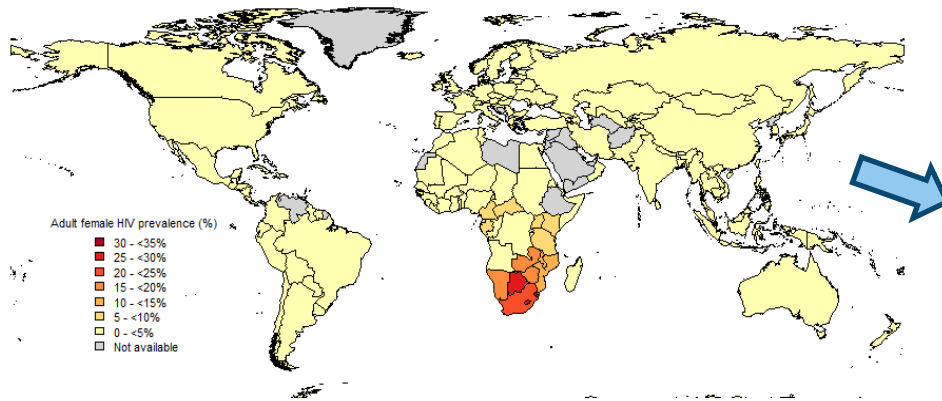 Adult female HIV prevalence (%)
30 - <35%
25 - <30%
20 - <25%
15 - <20%
10 - <15%
5 - <10%
0 - <5%
Not available